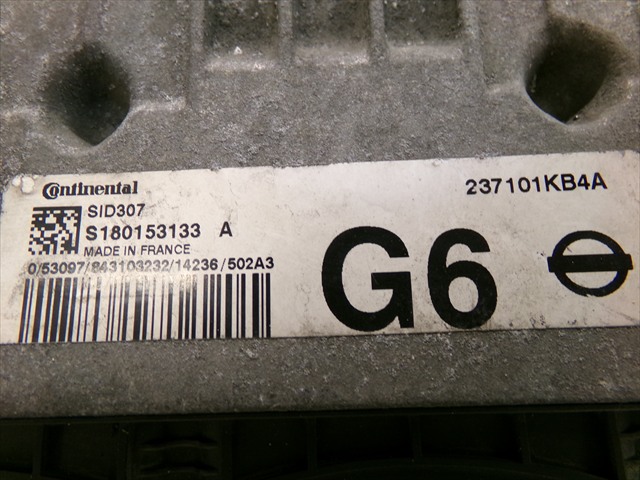 Continental
237101KB4A
SID307
S180153133 A
MADE IN FRANCE
0/53097/843103232/14236/502A3
G6